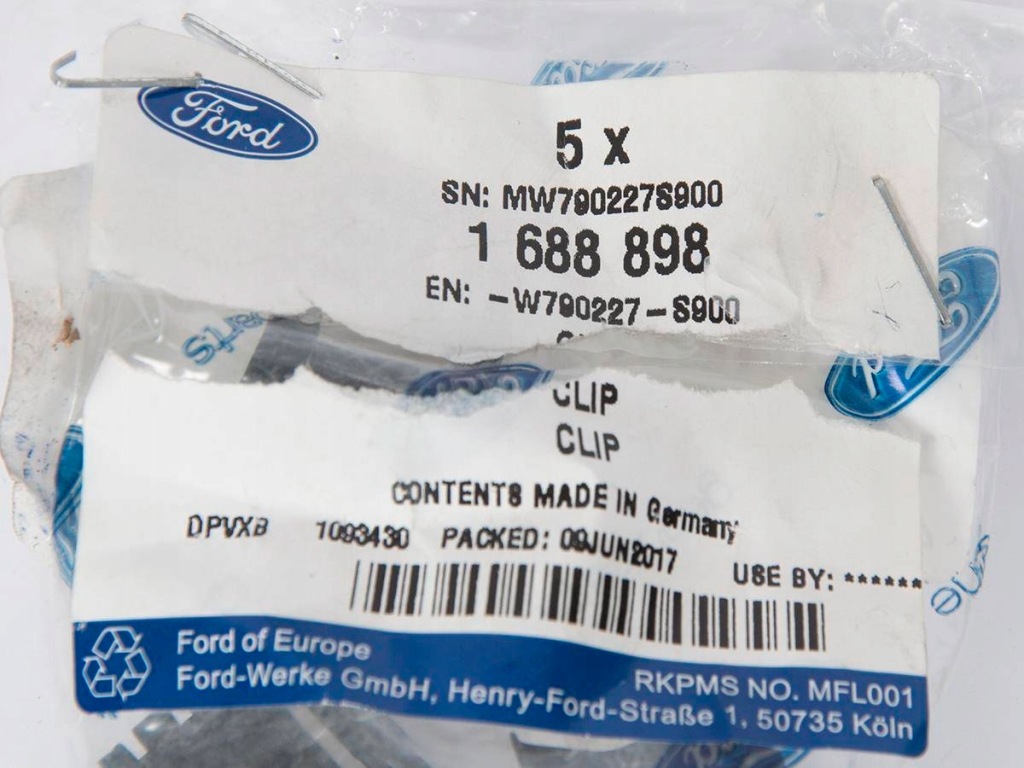 Ford
5 x
SN: MW790227S900
1 688 898
EN: -W790227-S900
CLIP
CLIP
CONTENTS MADE IN Germany
DPVXB 1093430 PACKED: 09JUN2017 USE BY: ******
Ford of Europe
RKPMS NO. MFL001
Ford-Werke GmbH, Henry-Ford-Straße 1, 50735 Köln